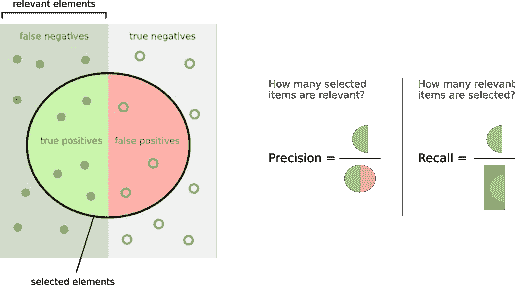 relevant elements
false negatives
true negatives
true positives
false positives
selected elements
How many selected
items are relevant?
Precision =
How many relevant
items are selected?
Recall =